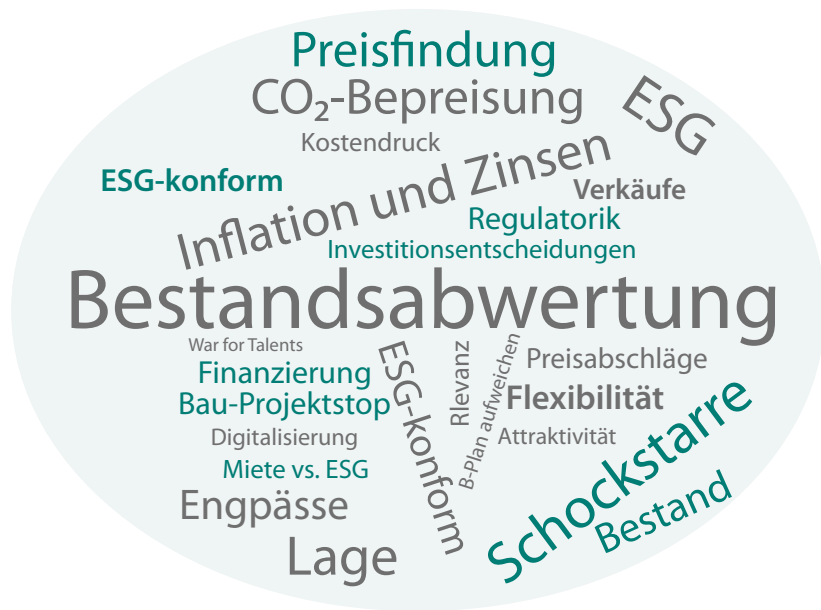 Preisfindung
CO₂-Bepreisung
ESG
Kostendruck
Inflation und Zinsen
ESG-konform
Verkäufe
Regulatorik
Investitionsentscheidungen
Bestandsabwertung
War for Talents
Finanzierung
Bau-Projektstop
Digitalisierung
Miete vs. ESG
Engpässe
Lage
ESG-konform
Rlevanz
B-Plan aufweichen
Preisabschläge
Flexibilität
Attraktivität
Schockstarre
Bestand